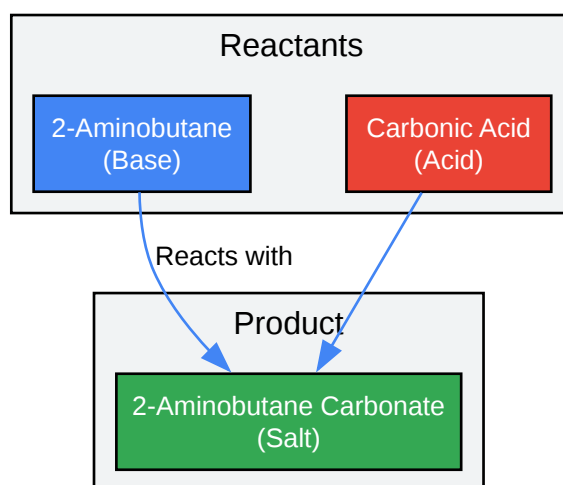 Reactants
2-Aminobutane
(Base)
Carbonic Acid
(Acid)
Reacts with
Product
2-Aminobutane Carbonate
(Salt)